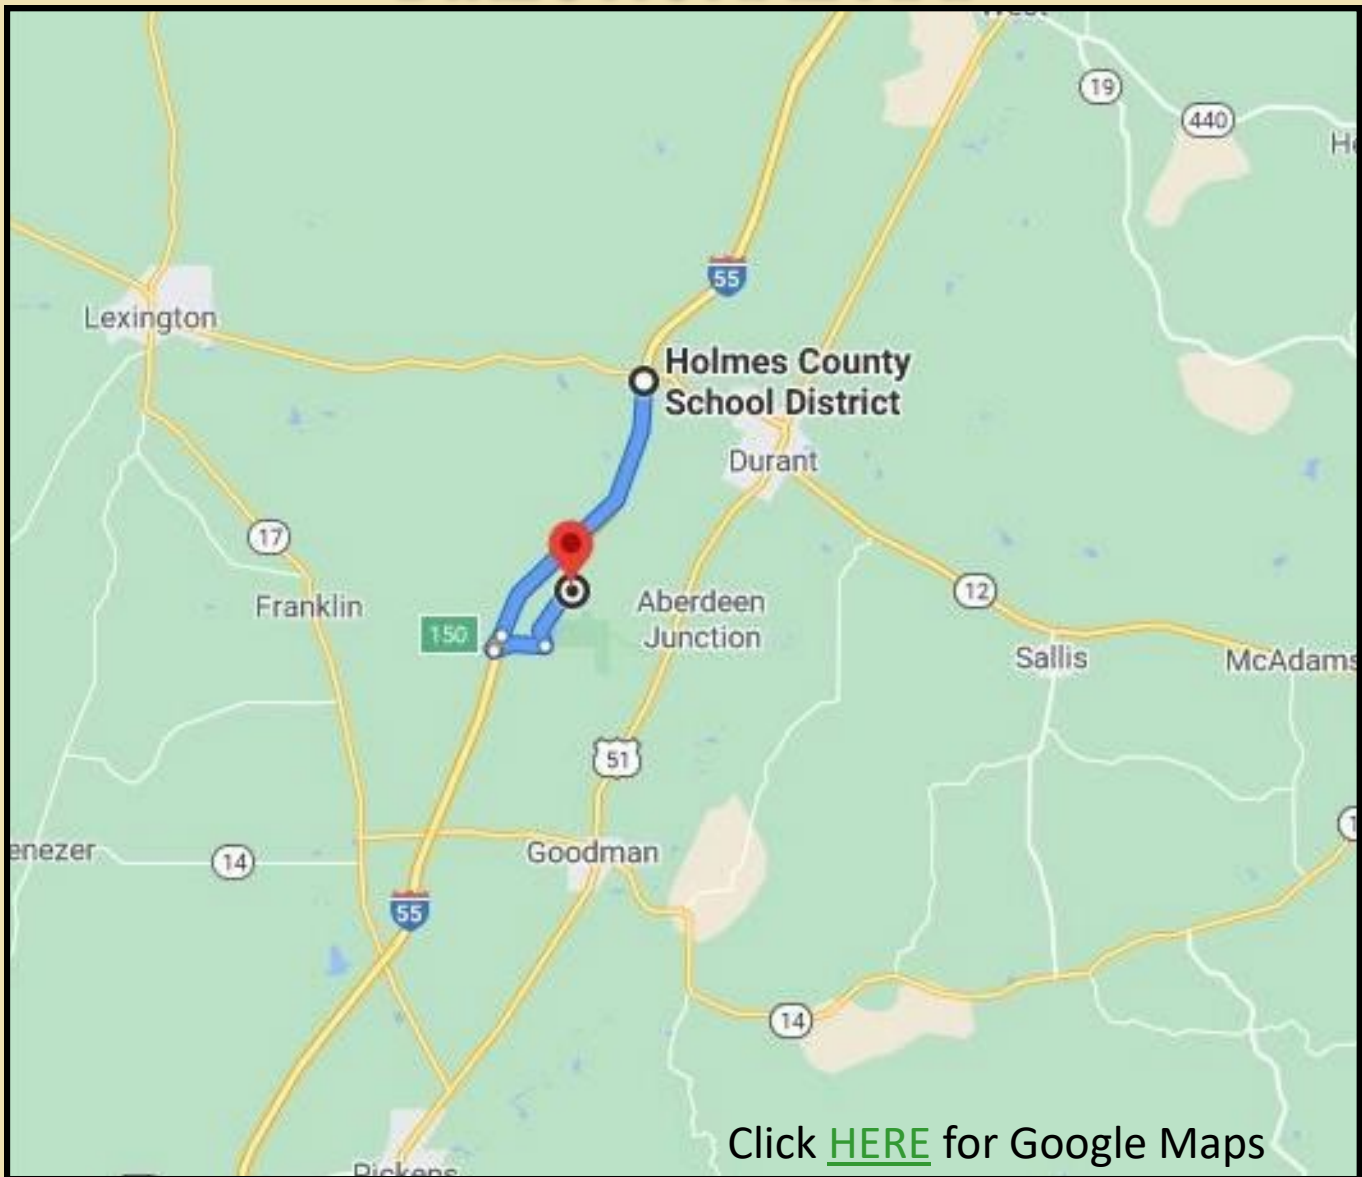 West
19
440
55
Lexington
Holmes County
School District
Durant
17
Franklin
150
Aberdeen
Junction
12
Sallis
McAdams
51
enezer
14
Goodman
55
14
Pickens
Click HERE for Google Maps